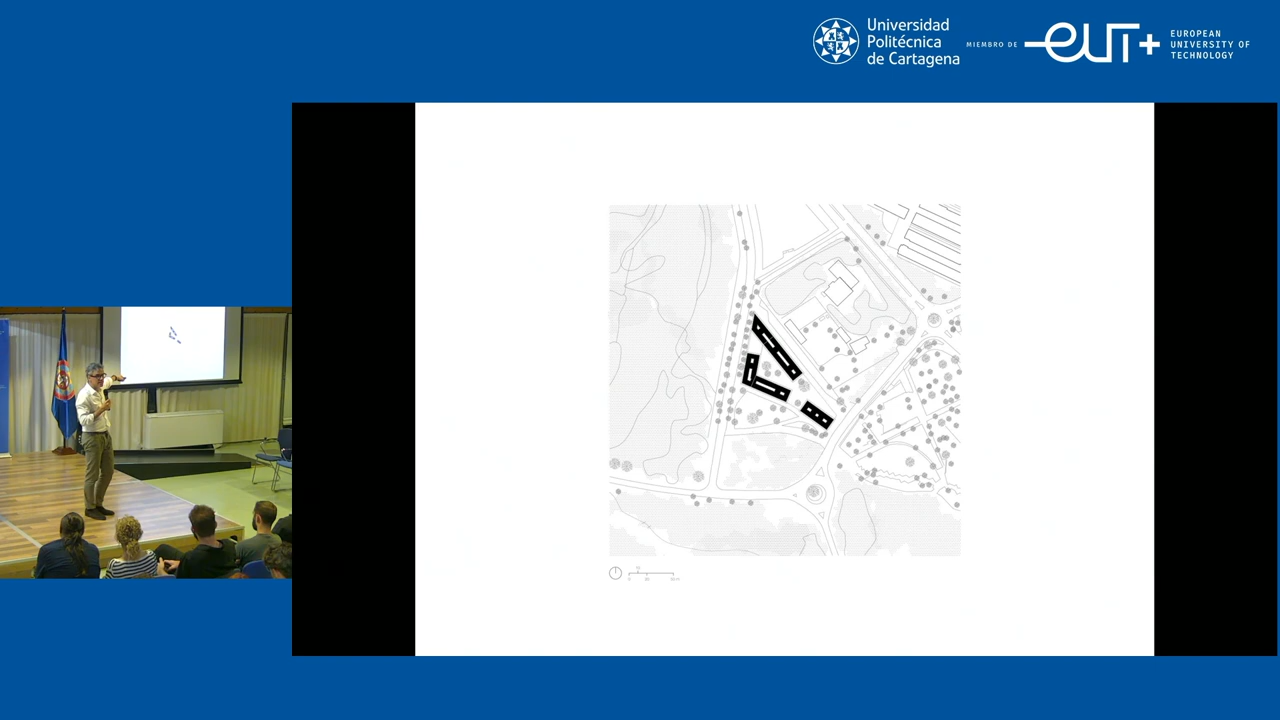 Universidad
Politécnica
de Cartagena
MIEMBRO DE
EUT+
EUROPEAN
UNIVERSITY OF
TECHNOLOGY